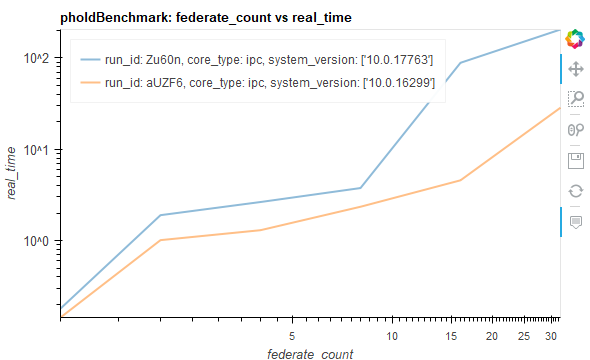 pholdBenchmark: federate_count vs real_time
run_id: Zu60n, core_type: ipc, system_version: ['10.0.17763']
run_id: aUZF6, core_type: ipc, system_version: ['10.0.16299']
10^2
10^1
10^0
real_time
5 10 15 20 25 30
federate_count